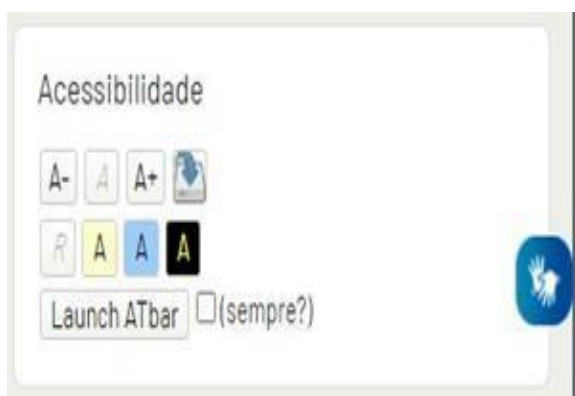 Acessibilidade
A- A A+
R A A A
Launch ATbar (sempre?)